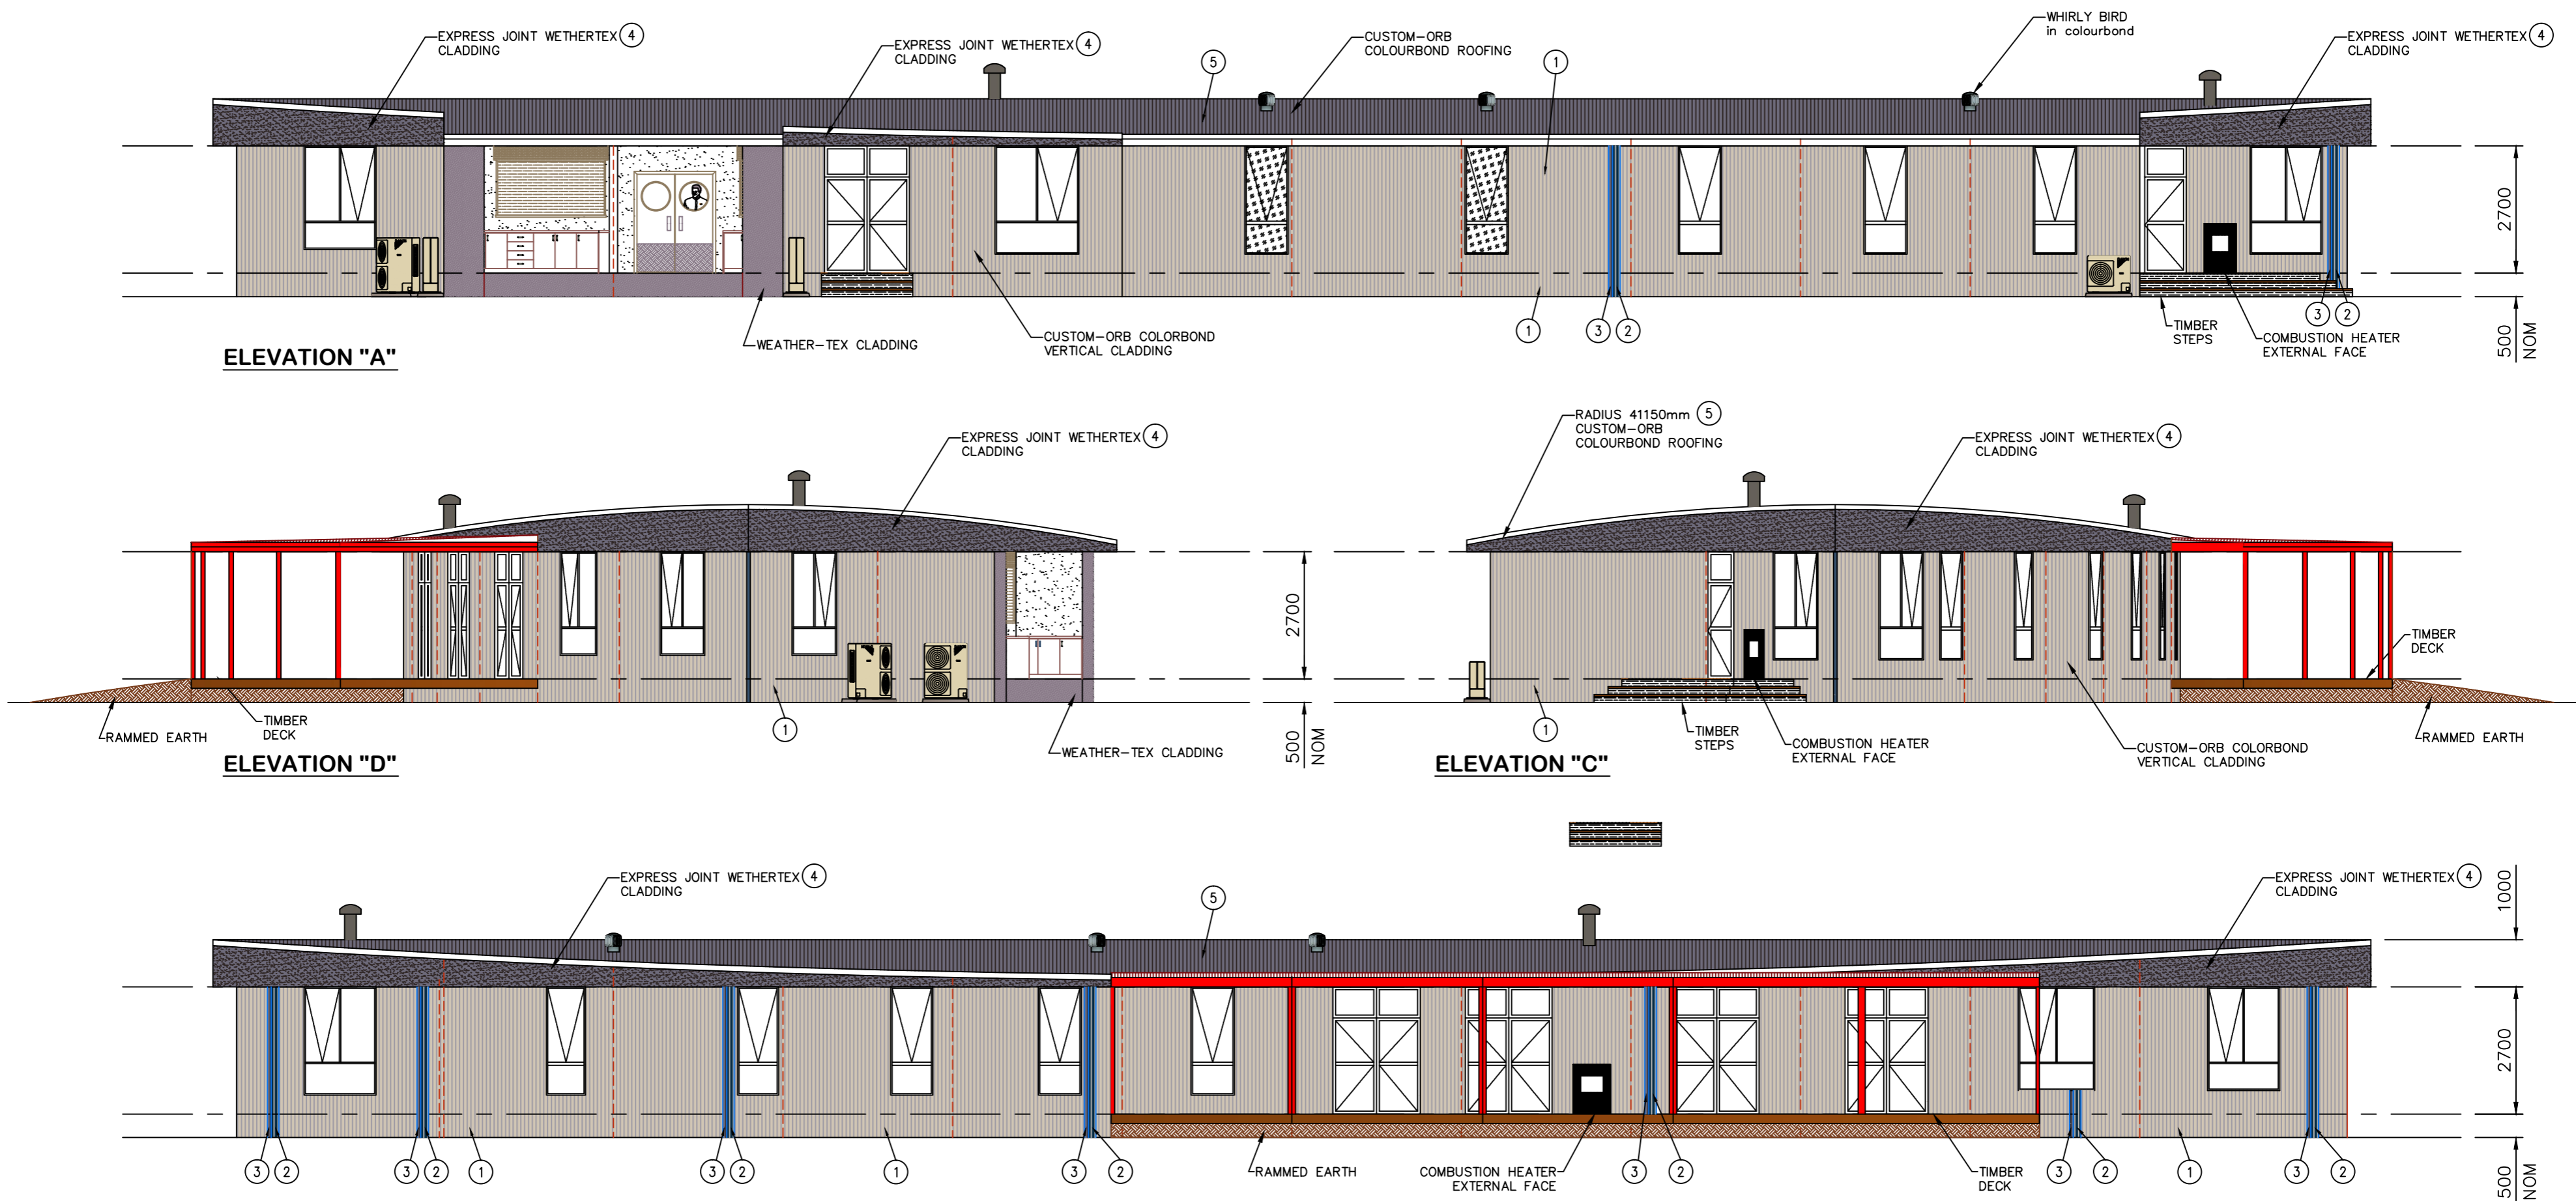 EXPRESS JOINT WETHERTEX 4
CLADDING
EXPRESS JOINT WETHERTEX 4
CLADDING
5
CUSTOM-ORB
COLOURBOND ROOFING
1
WHIRLY BIRD
in colourbond
EXPRESS JOINT WETHERTEX 4
CLADDING
2700
500
NOM
WEATHER-TEX CLADDING
CUSTOM-ORB COLORBOND
VERTICAL CLADDING
1
3
2
TIMBER
STEPS
3
2
COMBUSTION HEATER
EXTERNAL FACE
ELEVATION "A"
EXPRESS JOINT WETHERTEX 4
CLADDING
2700
500
NOM
RAMMED EARTH
TIMBER
DECK
1
WEATHER-TEX CLADDING
ELEVATION "D"
RADIUS 41150mm 5
CUSTOM-ORB
COLOURBOND ROOFING
EXPRESS JOINT WETHERTEX 4
CLADDING
TIMBER
DECK
1
TIMBER
STEPS
COMBUSTION HEATER
EXTERNAL FACE
CUSTOM-ORB COLORBOND
VERTICAL CLADDING
RAMMED EARTH
ELEVATION "C"
EXPRESS JOINT WETHERTEX 4
CLADDING
5
EXPRESS JOINT WETHERTEX 4
CLADDING
1000
2700
500
NOM
3
2
3
2
1
3
2
1
3
2
RAMMED EARTH
COMBUSTION HEATER
EXTERNAL FACE
3
2
TIMBER
DECK
3
2
1
3
2